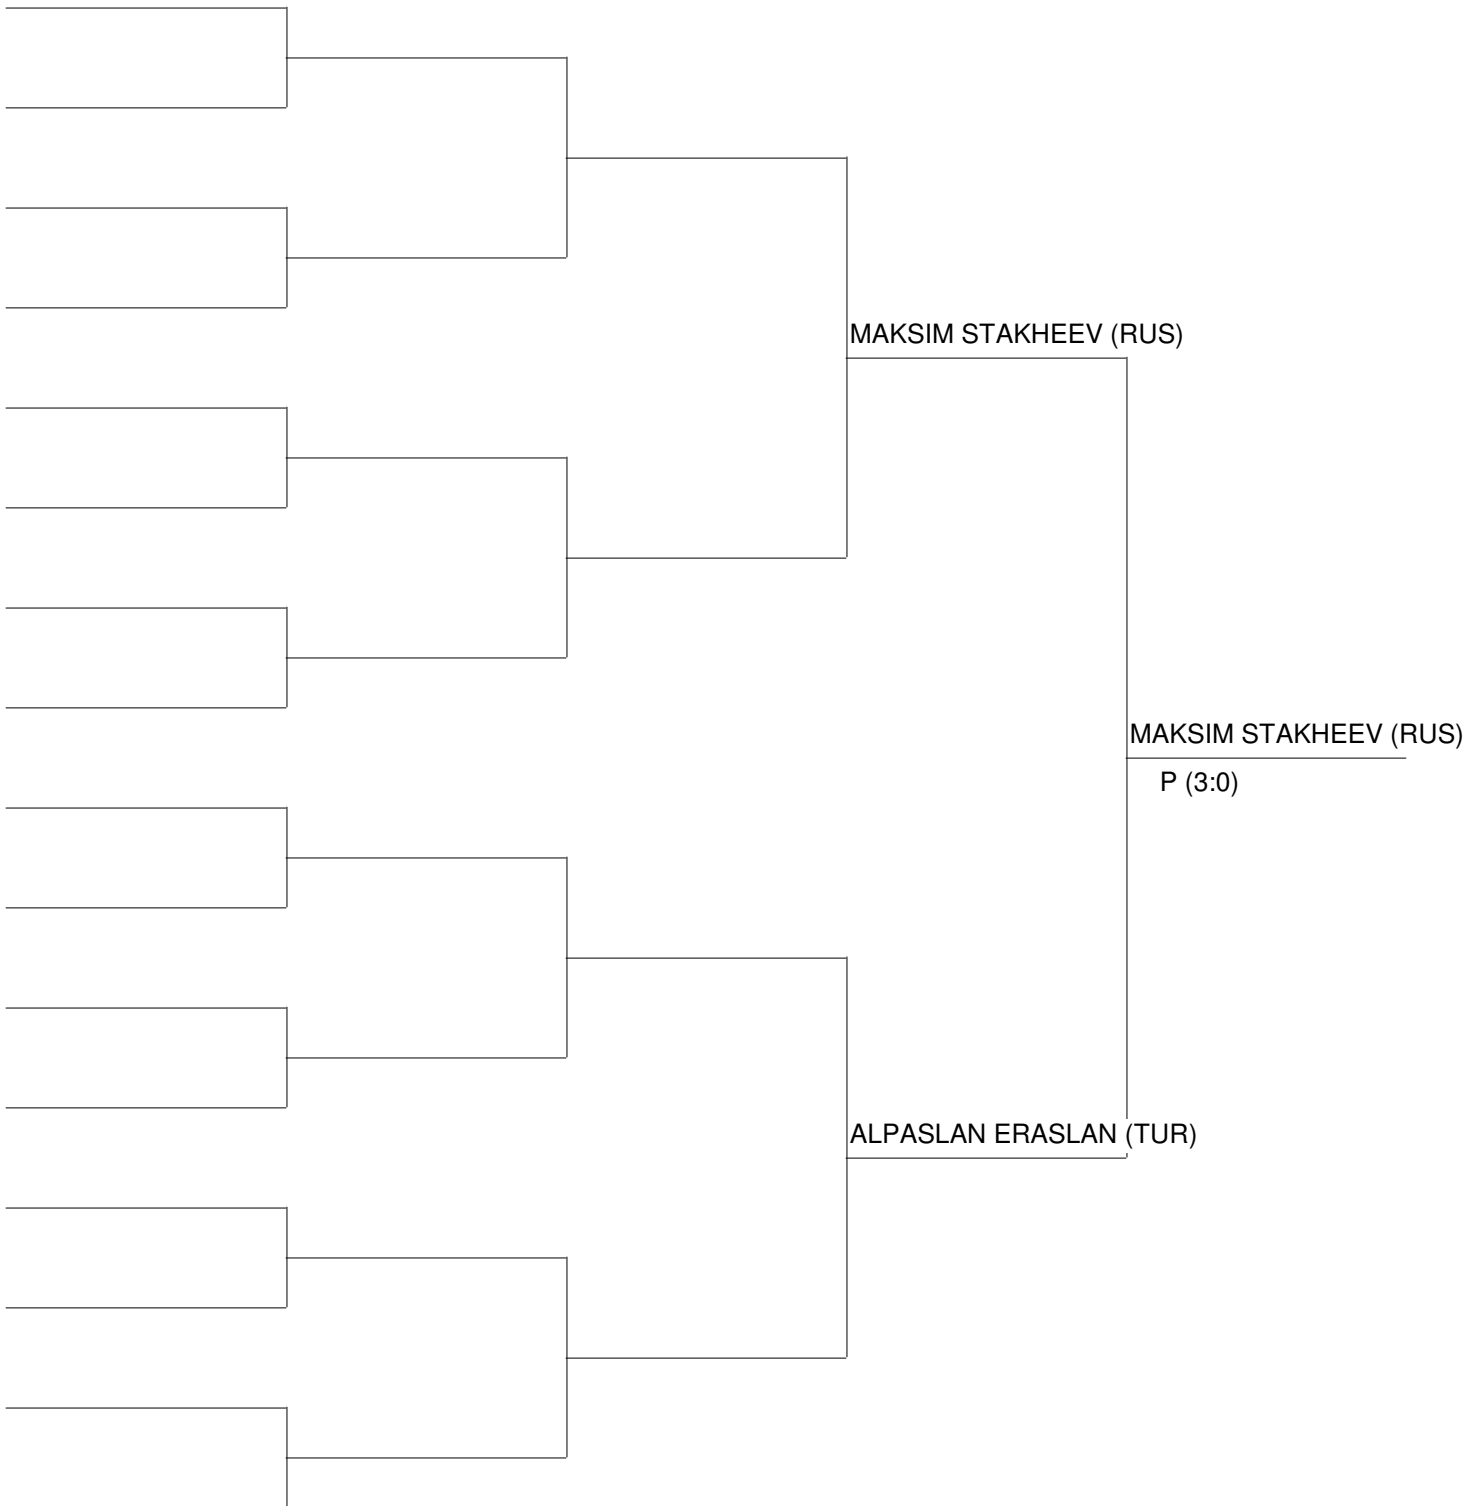 MAKSIM STAKHEEV (RUS)
MAKSIM STAKHEEV (RUS)
P (3:0)
ALPASLAN ERASLAN (TUR)